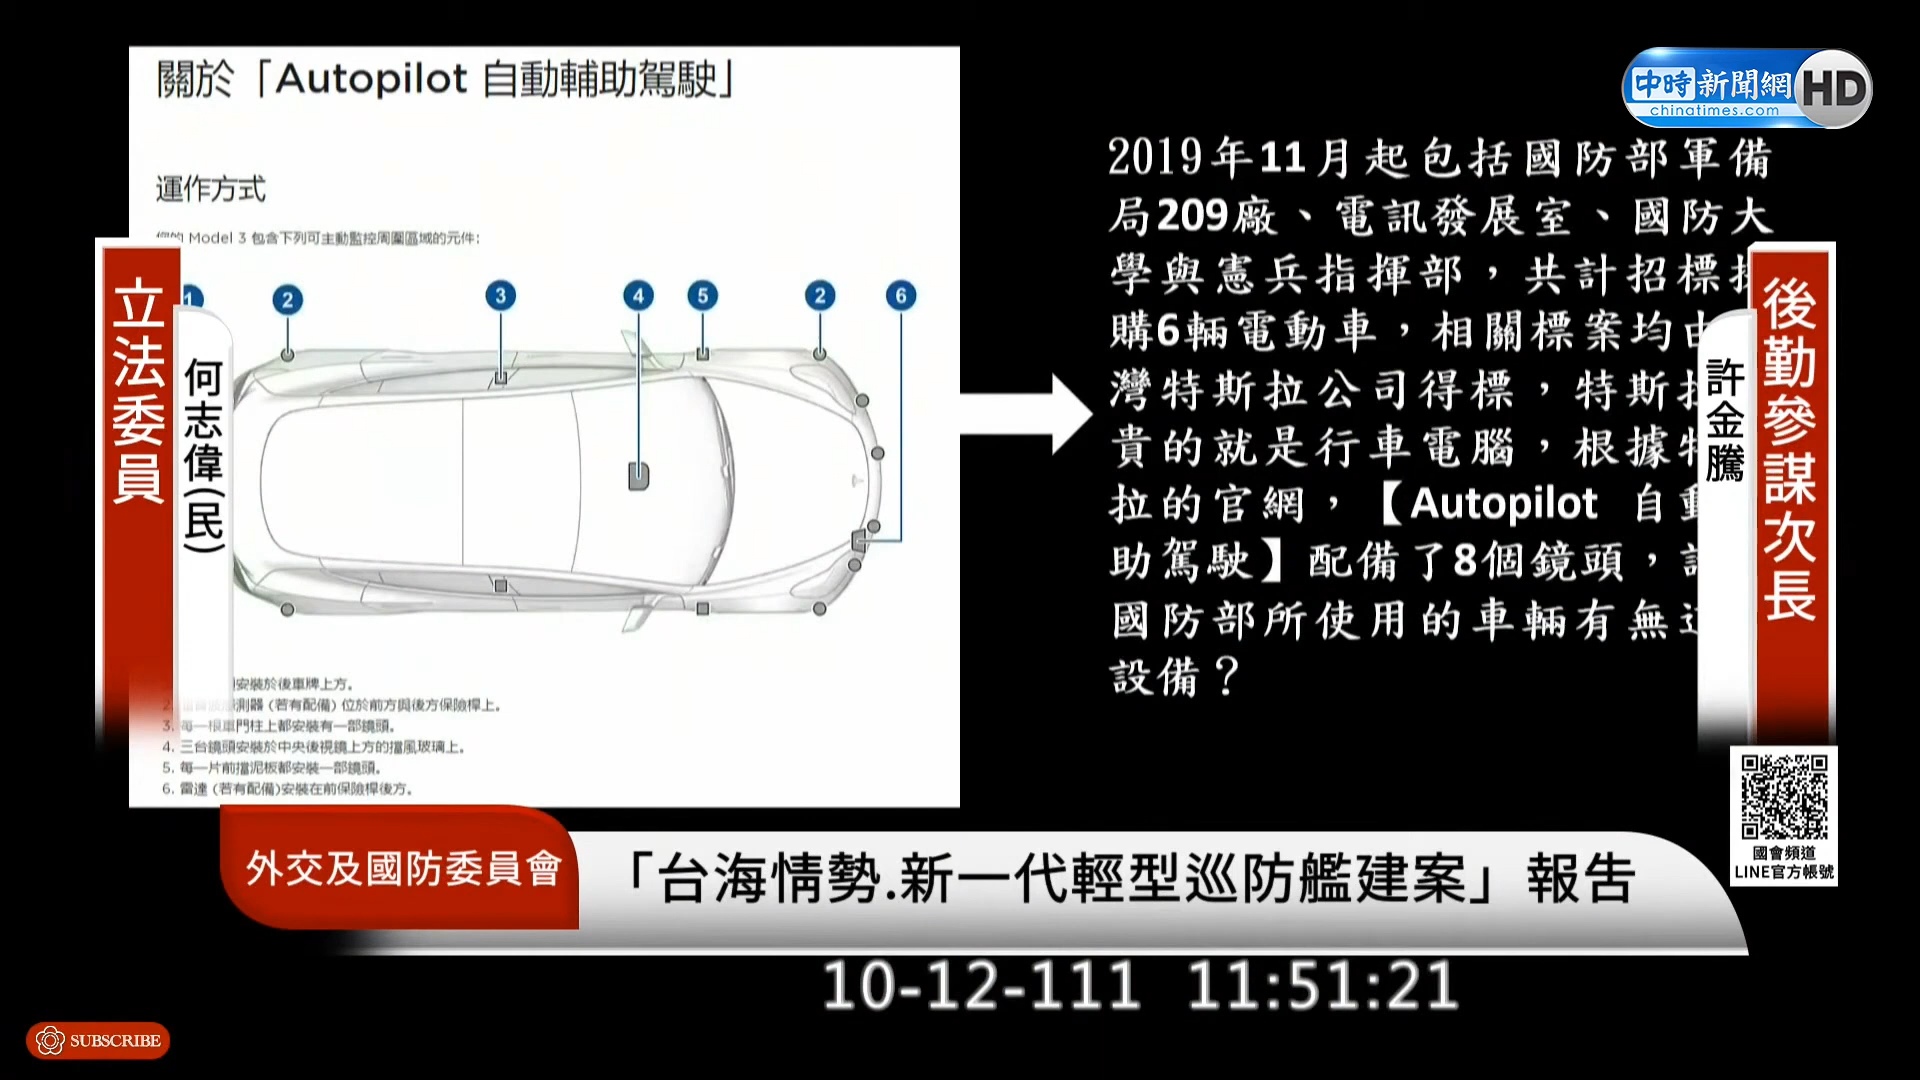 關於「Autopilot 自動輔助駕駛」
運作方式
Model 3 包含下列可主動監控周圍區域的元件:
1 2 3 4 5 2 6
安裝於後車牌上方。
測器 (若有配備) 位於前方與後方保險桿上。
3. 每一根車門柱上都安裝有一部鏡頭。
4. 三台鏡頭安裝於中央後視鏡上方的擋風玻璃上。
5. 每一片前擋泥板都安裝一部鏡頭。
6. 雷達 (若有配備)安裝在前保險桿後方。
中時新聞網 HD
chinatimes.com
2019年11月起包括國防部軍備
局209廠、電訊發展室、國防大
學與憲兵指揮部，共計招標
購6輛電動車，相關標案均由
灣特斯拉公司得標，特斯
貴的就是行車電腦，根據
拉的官網，【Autopilot 自
助駕駛】配備了8個鏡頭，
國防部所使用的車輛有無
設備？
立法委員
何志偉(民)
後勤參謀次長
許金騰
國會頻道
LINE官方帳號
外交及國防委員會
「台海情勢.新一代輕型巡防艦建案」報告
10-12-111 11:51:21
SUBSCRIBE